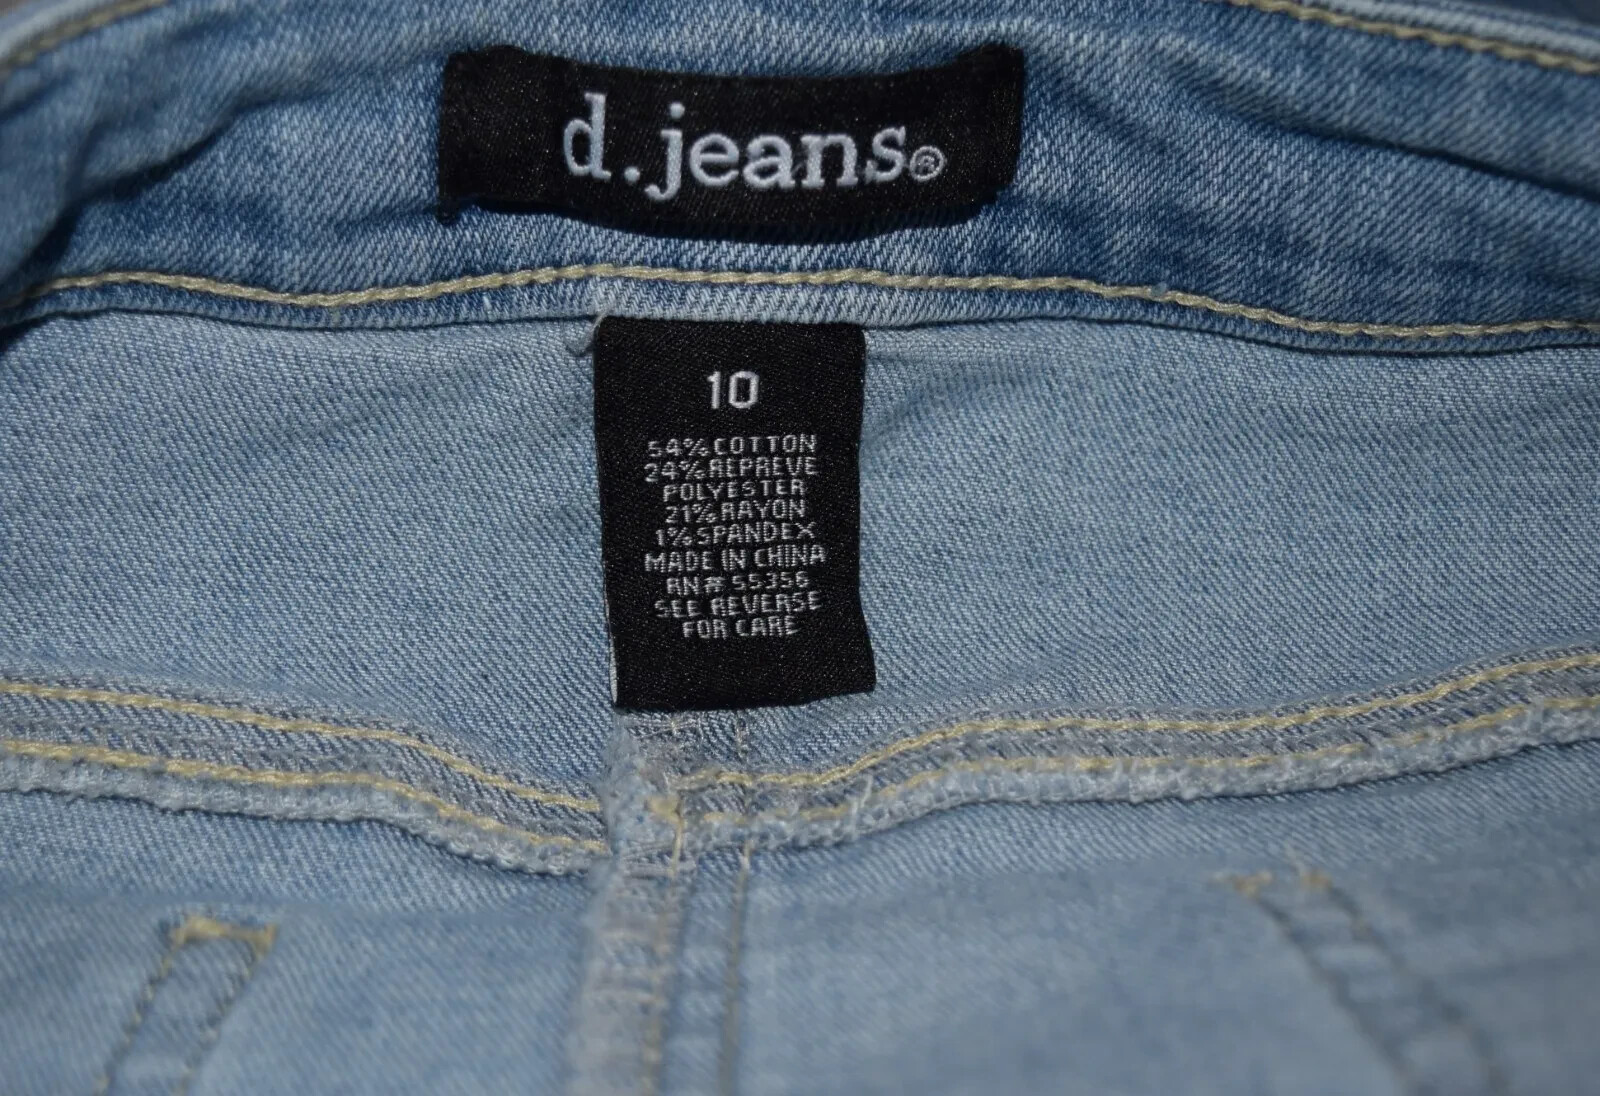 d.jeans®
10
54% COTTON
24% REPREVE
POLYESTER
21% RAYON
1% SPANDEX
MADE IN CHINA
RN# 55356
SEE REVERSE
FOR CARE